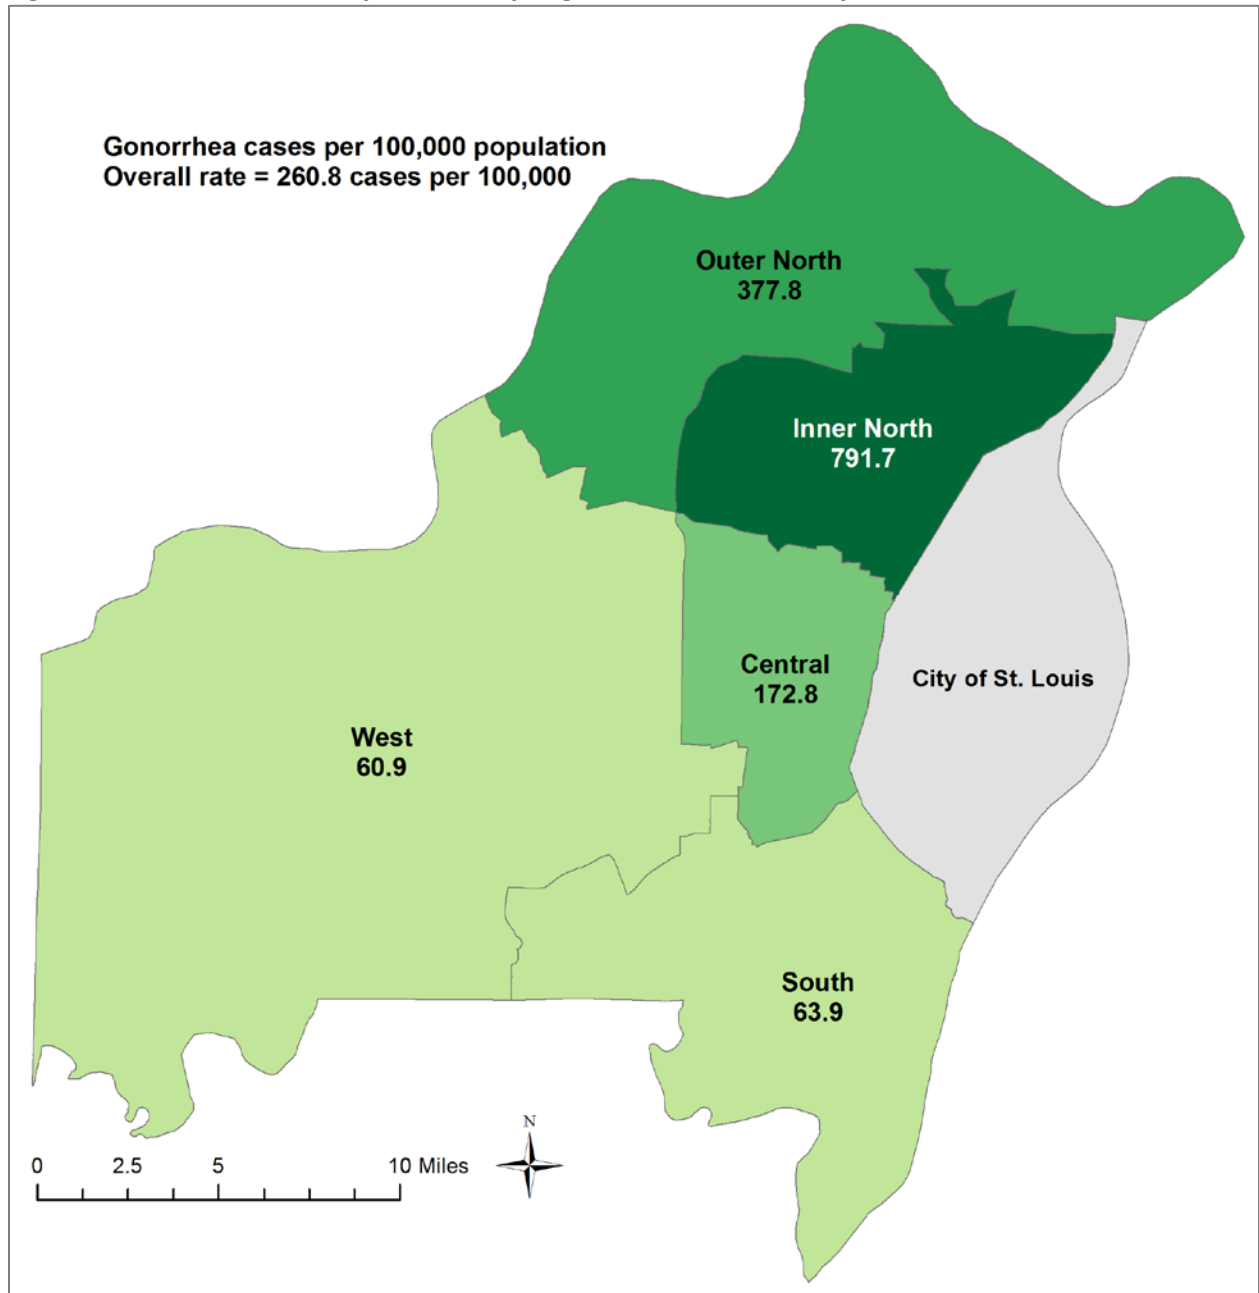 Gonorrhea cases per 100,000 population
Overall rate = 260.8 cases per 100,000
Outer North
377.8
Inner North
791.7
Central
172.8
City of St. Louis
West
60.9
South
63.9
N
0 2.5 5 10 Miles